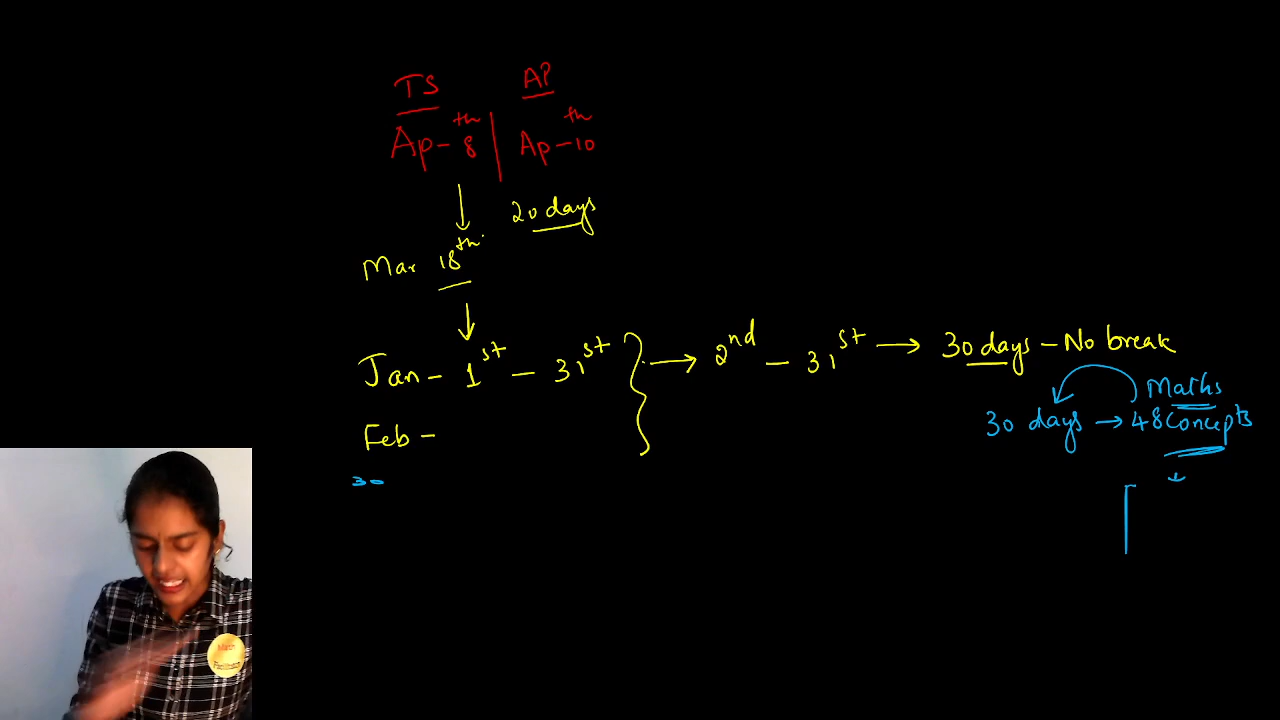 TS AP
Ap-8th | Ap-10th
20 days
Mar 18th
Jan - 1st - 31st } → 2nd - 31st → 30 days - No break
Maths
30 days → 48 Concepts
Feb -
30